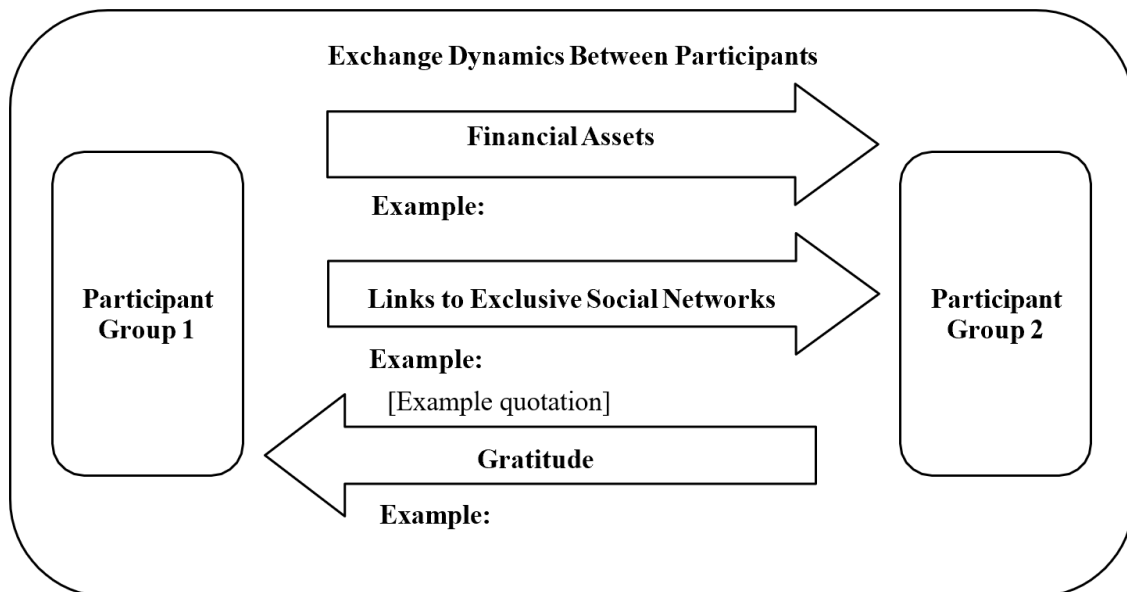 Exchange Dynamics Between Participants
Financial Assets
Example:
Participant
Group 1
Links to Exclusive Social Networks
Participant
Group 2
Example:
[Example quotation]
Gratitude
Example: